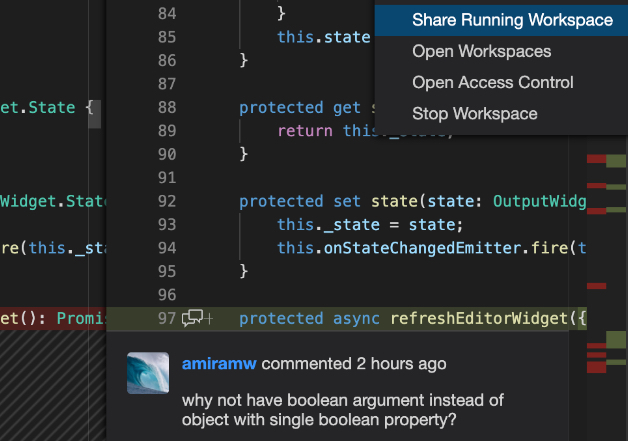 84 }
Share Running Workspace
85 this.state
Open Workspaces
86 }
Open Access Control
87
et.State {
88 protected get
Stop Workspace
89 return this._state;
90 }
91
Widget.Stat
92 protected set state(state: OutputWidg
93 this._state = state;
re(this._sta
94 this.onStateChangedEmitter.fire(t
95 }
96
et(): Promi
97 protected async refreshEditorWidget({
amiramw commented 2 hours ago
why not have boolean argument instead of
object with single boolean property?